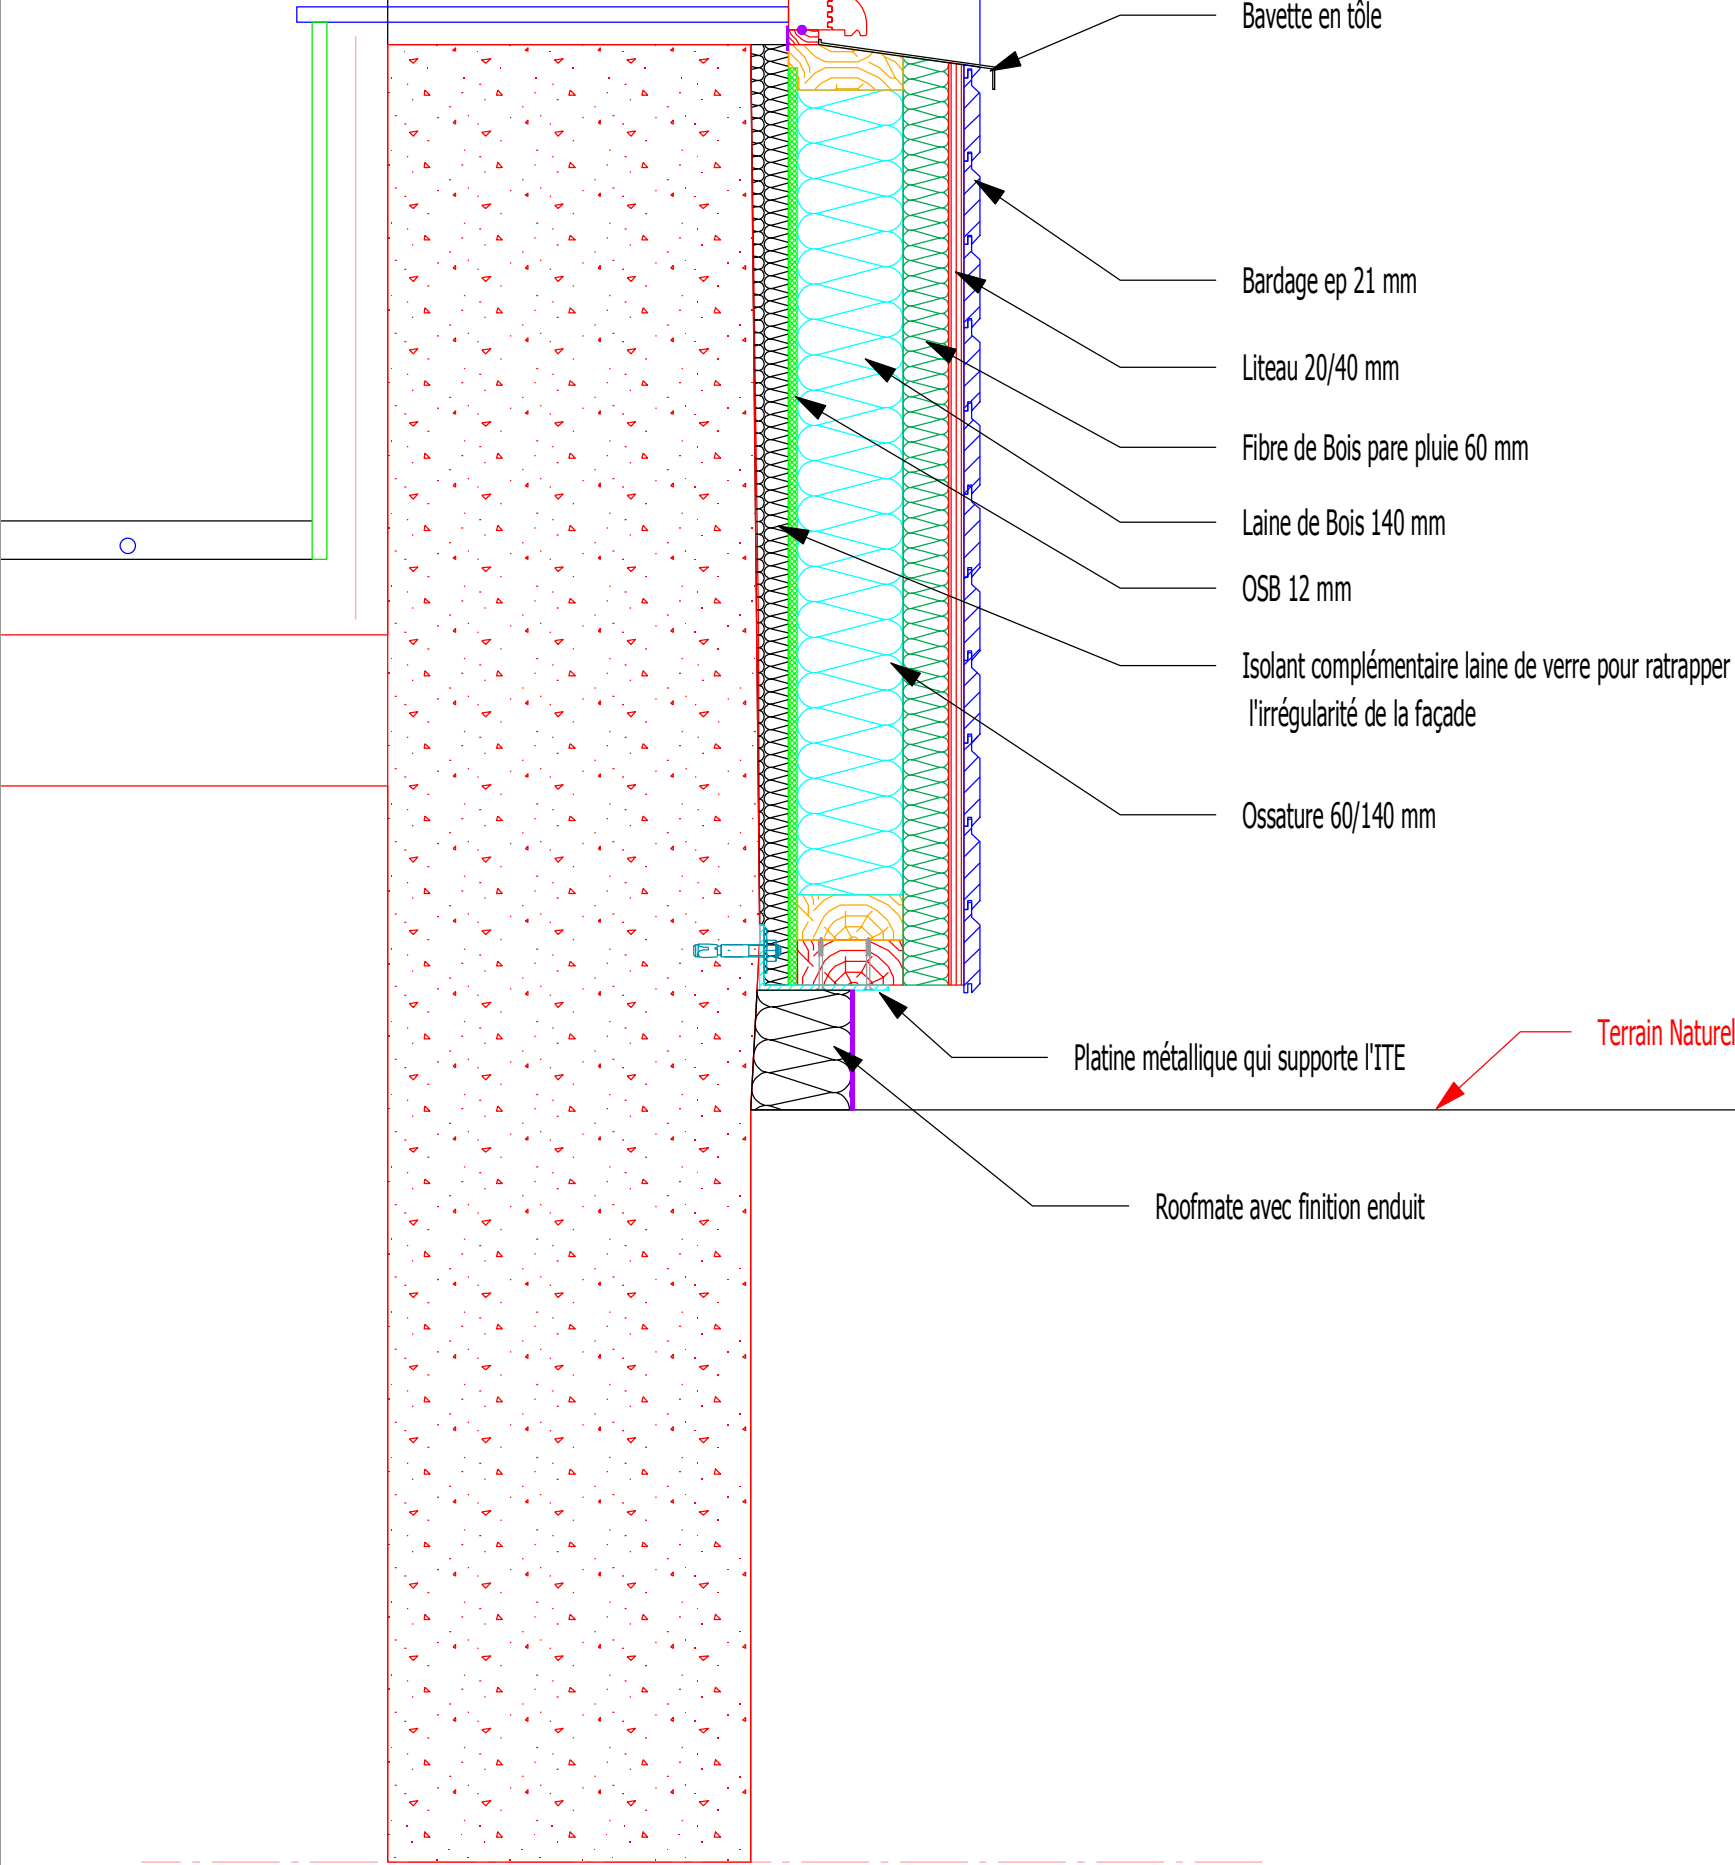 Bavette en tôle
Bardage ep 21 mm
Liteau 20/40 mm
Fibre de Bois pare pluie 60 mm
Laine de Bois 140 mm
OSB 12 mm
Isolant complémentaire laine de verre pour ratrapper
l'irrégularité de la façade
Ossature 60/140 mm
Terrain Naturel
Platine métallique qui supporte l'ITE
Roofmate avec finition enduit